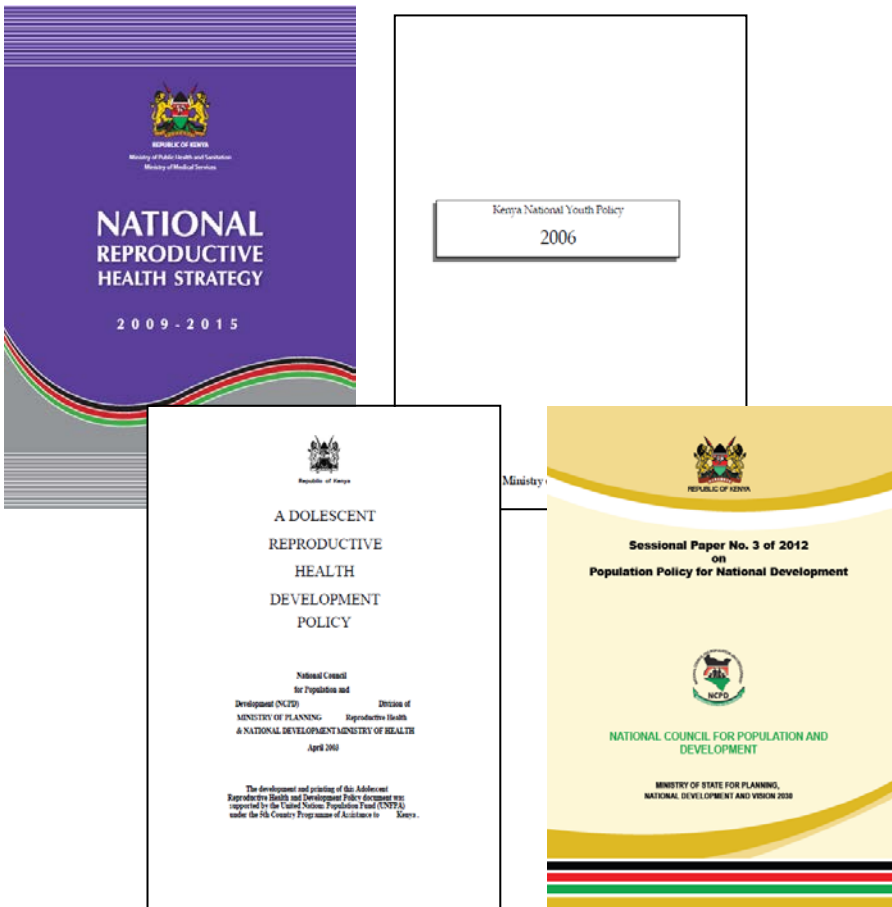 REPUBLIC OF KENYA
Ministry of Public Health and Sanitation
Ministry of Medical Services
NATIONAL
REPRODUCTIVE
HEALTH STRATEGY
2009-2015
Kenya National Youth Policy
2006
Ministry
Republic of Kenya
A DOLESCENT
REPRODUCTIVE
HEALTH
DEVELOPMENT
POLICY
National Council
for Population and
Development (NCPD) Division of
MINISTRY OF PLANNING Reproductive Health
& NATIONAL DEVELOPMENT MINISTRY OF HEALTH
April 2003
The development and printing of this Adolescent
Reproductive Health and Development Policy document was
supported by the United Nations Population Fund (UNFPA)
under the 5th Country Programme of Assistance to Kenya.
REPUBLIC OF KENYA
Sessional Paper No. 3 of 2012
on
Population Policy for National Development
NCPD
NATIONAL COUNCIL FOR POPULATION AND
DEVELOPMENT
MINISTRY OF STATE FOR PLANNING,
NATIONAL DEVELOPMENT AND VISION 2030